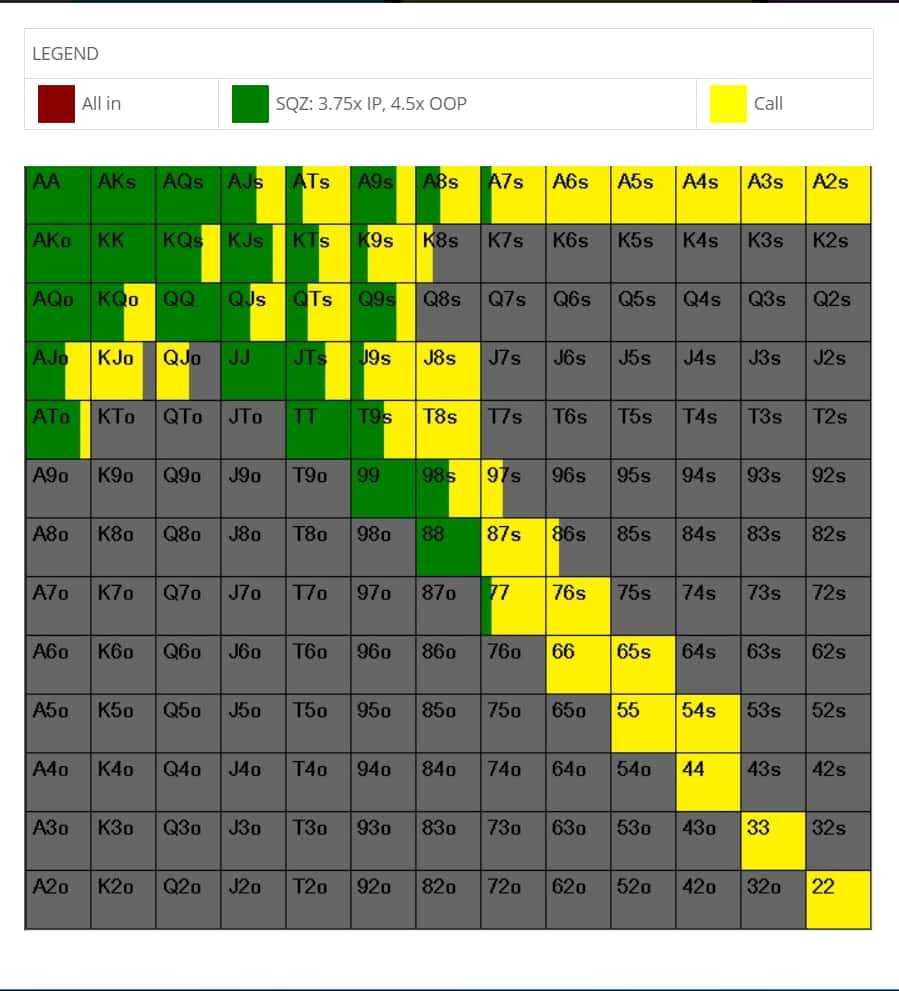 LEGEND
All in SQZ: 3.75x IP, 4.5x OOP Call
AA AKs AQs AJs ATs A9s A8s A7s A6s A5s A4s A3s A2s
AKo KK KQs KJs KTs K9s K8s K7s K6s K5s K4s K3s K2s
AQo KQo QQ QJs QTs Q9s Q8s Q7s Q6s Q5s Q4s Q3s Q2s
AJo KJo QJo JJ JTs J9s J8s J7s J6s J5s J4s J3s J2s
ATo KTo QTo JTo TT T9s T8s T7s T6s T5s T4s T3s T2s
A9o K9o Q9o J9o T9o 99 98s 97s 96s 95s 94s 93s 92s
A8o K8o Q8o J8o T8o 98o 88 87s 86s 85s 84s 83s 82s
A7o K7o Q7o J7o T7o 97o 87o 77 76s 75s 74s 73s 72s
A6o K6o Q6o J6o T6o 96o 86o 76o 66 65s 64s 63s 62s
A5o K5o Q5o J5o T5o 95o 85o 75o 65o 55 54s 53s 52s
A4o K4o Q4o J4o T4o 94o 84o 74o 64o 54o 44 43s 42s
A3o K3o Q3o J3o T3o 93o 83o 73o 63o 53o 43o 33 32s
A2o K2o Q2o J2o T2o 92o 82o 72o 62o 52o 42o 32o 22